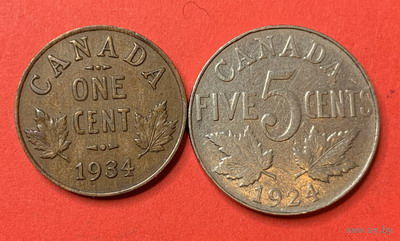 CANADA
ONE
CENT
1934
CANADA
FIVE 5 CENTS
1924